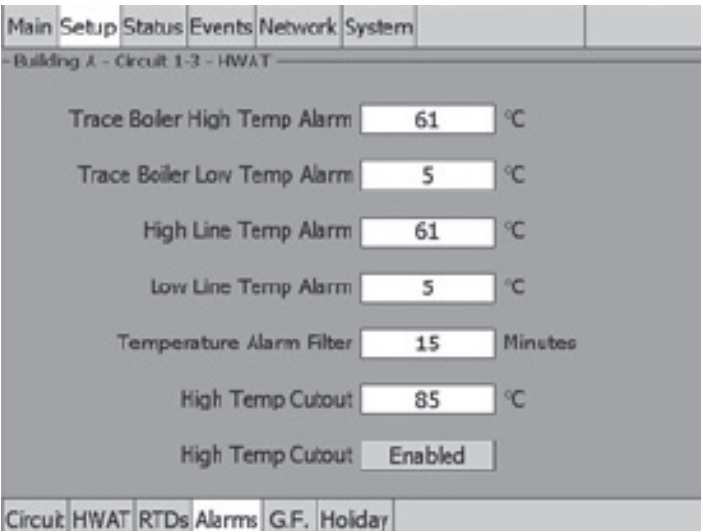 Main Setup Status Events Network System
Building A - Circuit 1-3 - HWAT
Trace Boiler High Temp Alarm 61 °C
Trace Boiler Low Temp Alarm 5 °C
High Line Temp Alarm 61 °C
Low Line Temp Alarm 5 °C
Temperature Alarm Filter 15 Minutes
High Temp Cutout 85 °C
High Temp Cutout Enabled
Circuit HWAT RTDs Alarms G.F. Holiday